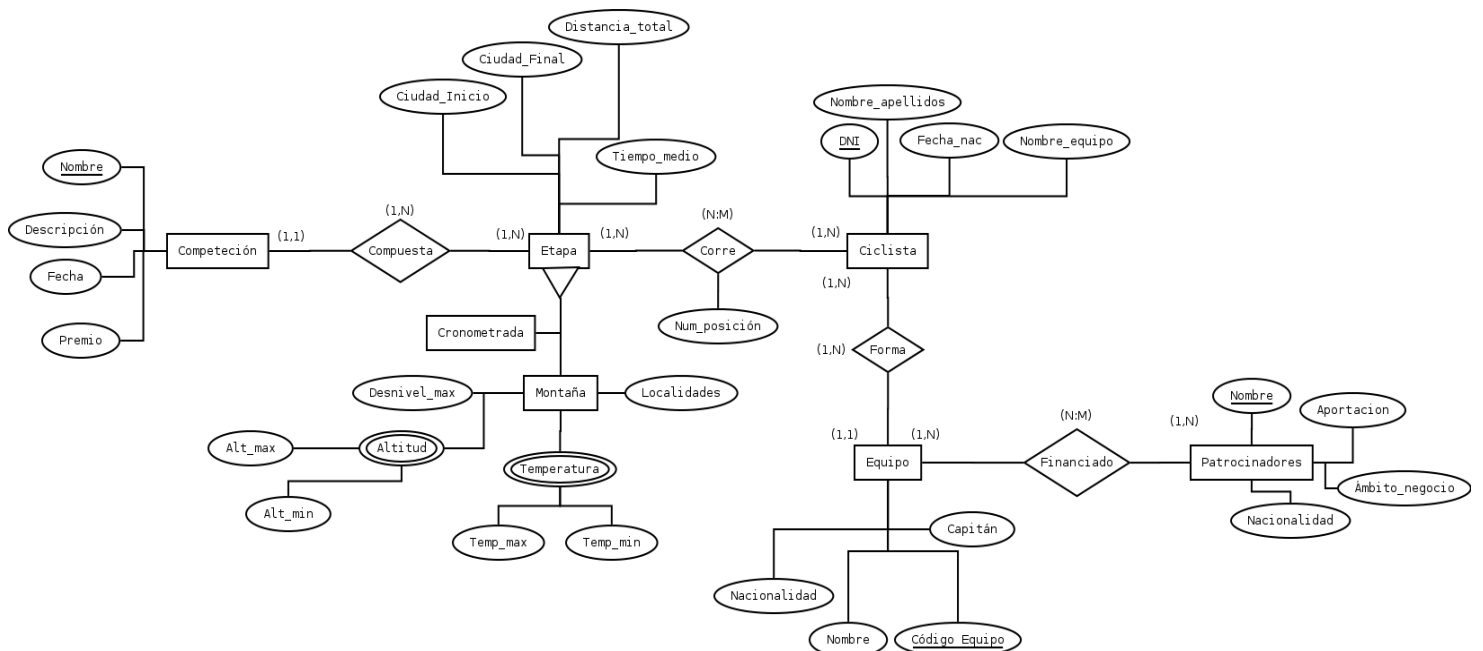 Distancia_total
Ciudad_Final
Ciudad_Inicio
Nombre_apellidos
DNI
Fecha_nac
Nombre_equipo
Tiempo_medio
Nombre
Descripción
Fecha
Premio
Competeción
(1,1)
(1,N)
Compuesta
(1,N)
Etapa
(1,N)
(N:M)
Corre
(1,N)
Ciclista
(1,N)
Num_posición
Cronometrada
(1,N)
Forma
Desnivel_max
Montaña
Localidades
Alt_max
Altitud
Alt_min
Temperatura
Temp_max
Temp_min
(1,1)
(1,N)
Equipo
(N:M)
Financiado
(1,N)
Nombre
Aportacion
Patrocinadores
Ámbito_negocio
Nacionalidad
Capitán
Nacionalidad
Nombre
Código Equipo